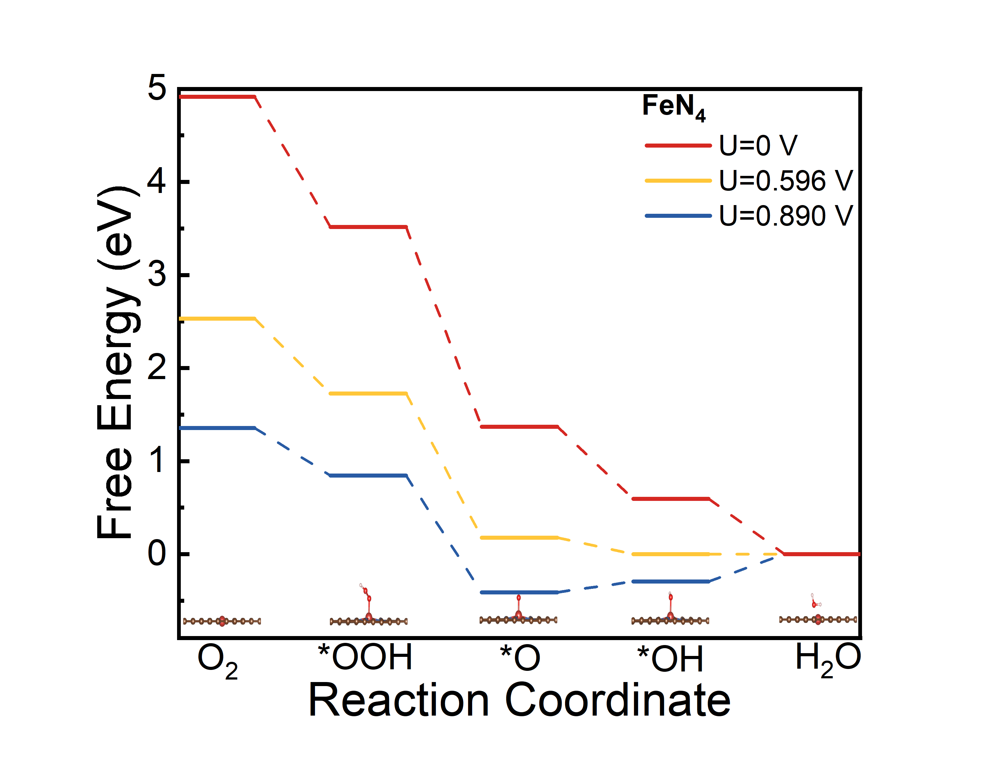 Free Energy (eV)
5
4
3
2
1
0
FeN₄
U=0 V
U=0.596 V
U=0.890 V
O₂
*OOH
*O
*OH
H₂O
Reaction Coordinate